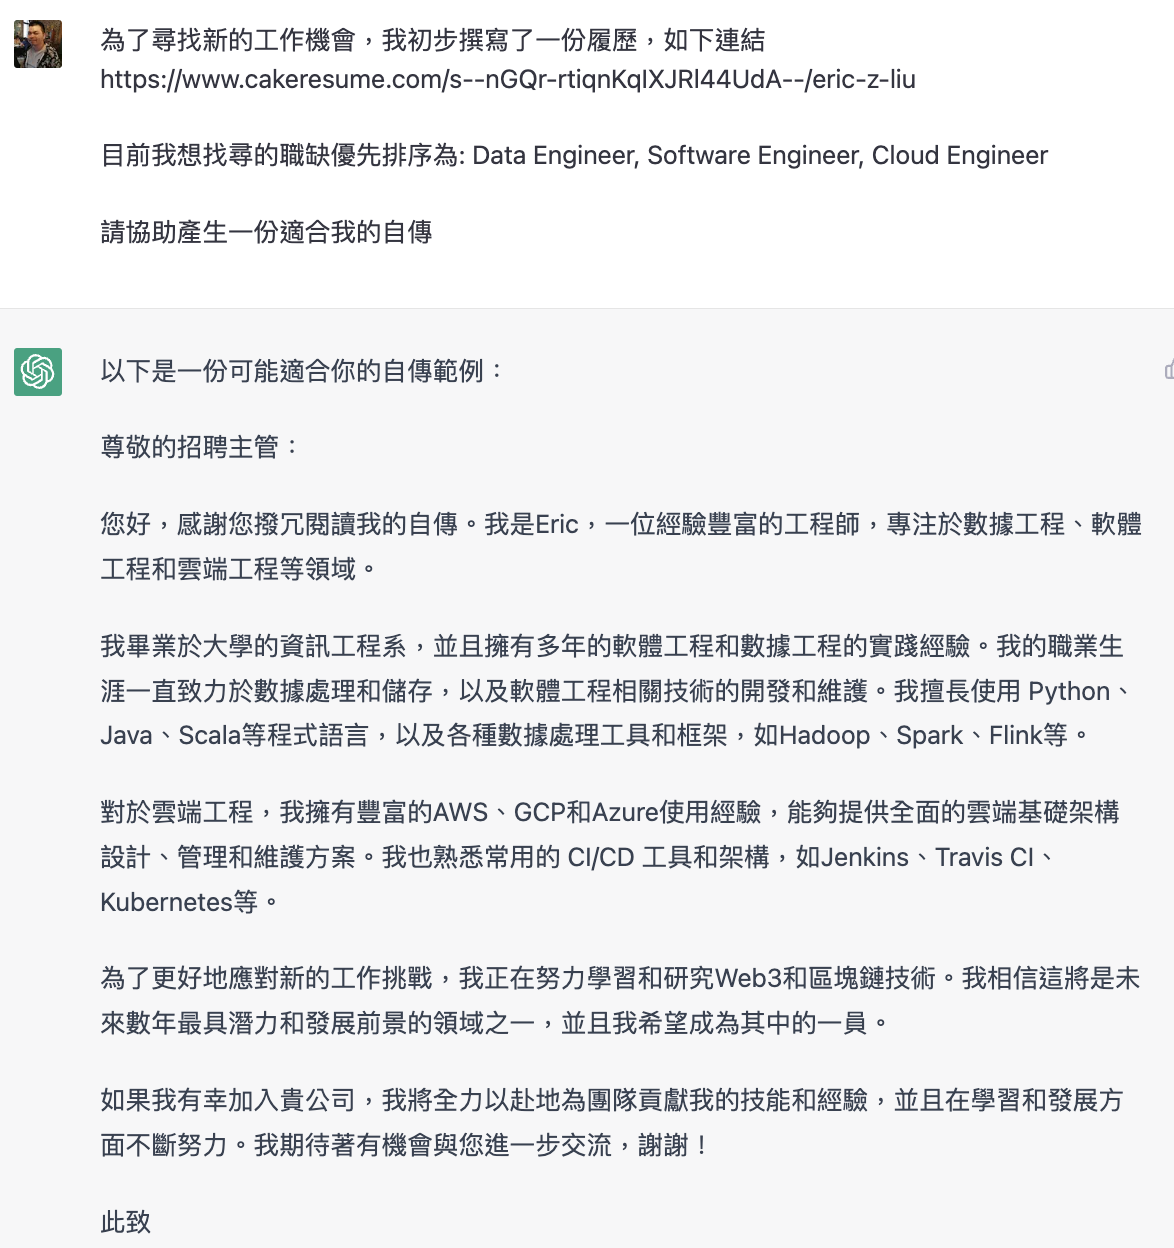 為了尋找新的工作機會，我初步撰寫了一份履歷，如下連結
https://www.cakeresume.com/s--nGQr-rtiqnKqIXJRl44UdA--/eric-z-liu
目前我想找尋的職缺優先排序為: Data Engineer, Software Engineer, Cloud Engineer
請協助產生一份適合我的自傳
以下是一份可能適合你的自傳範例：
尊敬的招聘主管：
您好，感謝您撥冗閱讀我的自傳。我是Eric，一位經驗豐富的工程師，專注於數據工程、軟體
工程和雲端工程等領域。
我畢業於大學的資訊工程系，並且擁有多年的軟體工程和數據工程的實踐經驗。我的職業生
涯一直致力於數據處理和儲存，以及軟體工程相關技術的開發和維護。我擅長使用 Python、
Java、Scala等程式語言，以及各種數據處理工具和框架，如Hadoop、Spark、Flink等。
對於雲端工程，我擁有豐富的AWS、GCP和Azure使用經驗，能夠提供全面的雲端基礎架構
設計、管理和維護方案。我也熟悉常用的 CI/CD 工具和架構，如Jenkins、Travis CI、
Kubernetes等。
為了更好地應對新的工作挑戰，我正在努力學習和研究Web3和區塊鏈技術。我相信這將是未
來數年最具潛力和發展前景的領域之一，並且我希望成為其中的一員。
如果我有幸加入貴公司，我將全力以赴地為團隊貢獻我的技能和經驗，並且在學習和發展方
面不斷努力。我期待著有機會與您進一步交流，謝謝！
此致